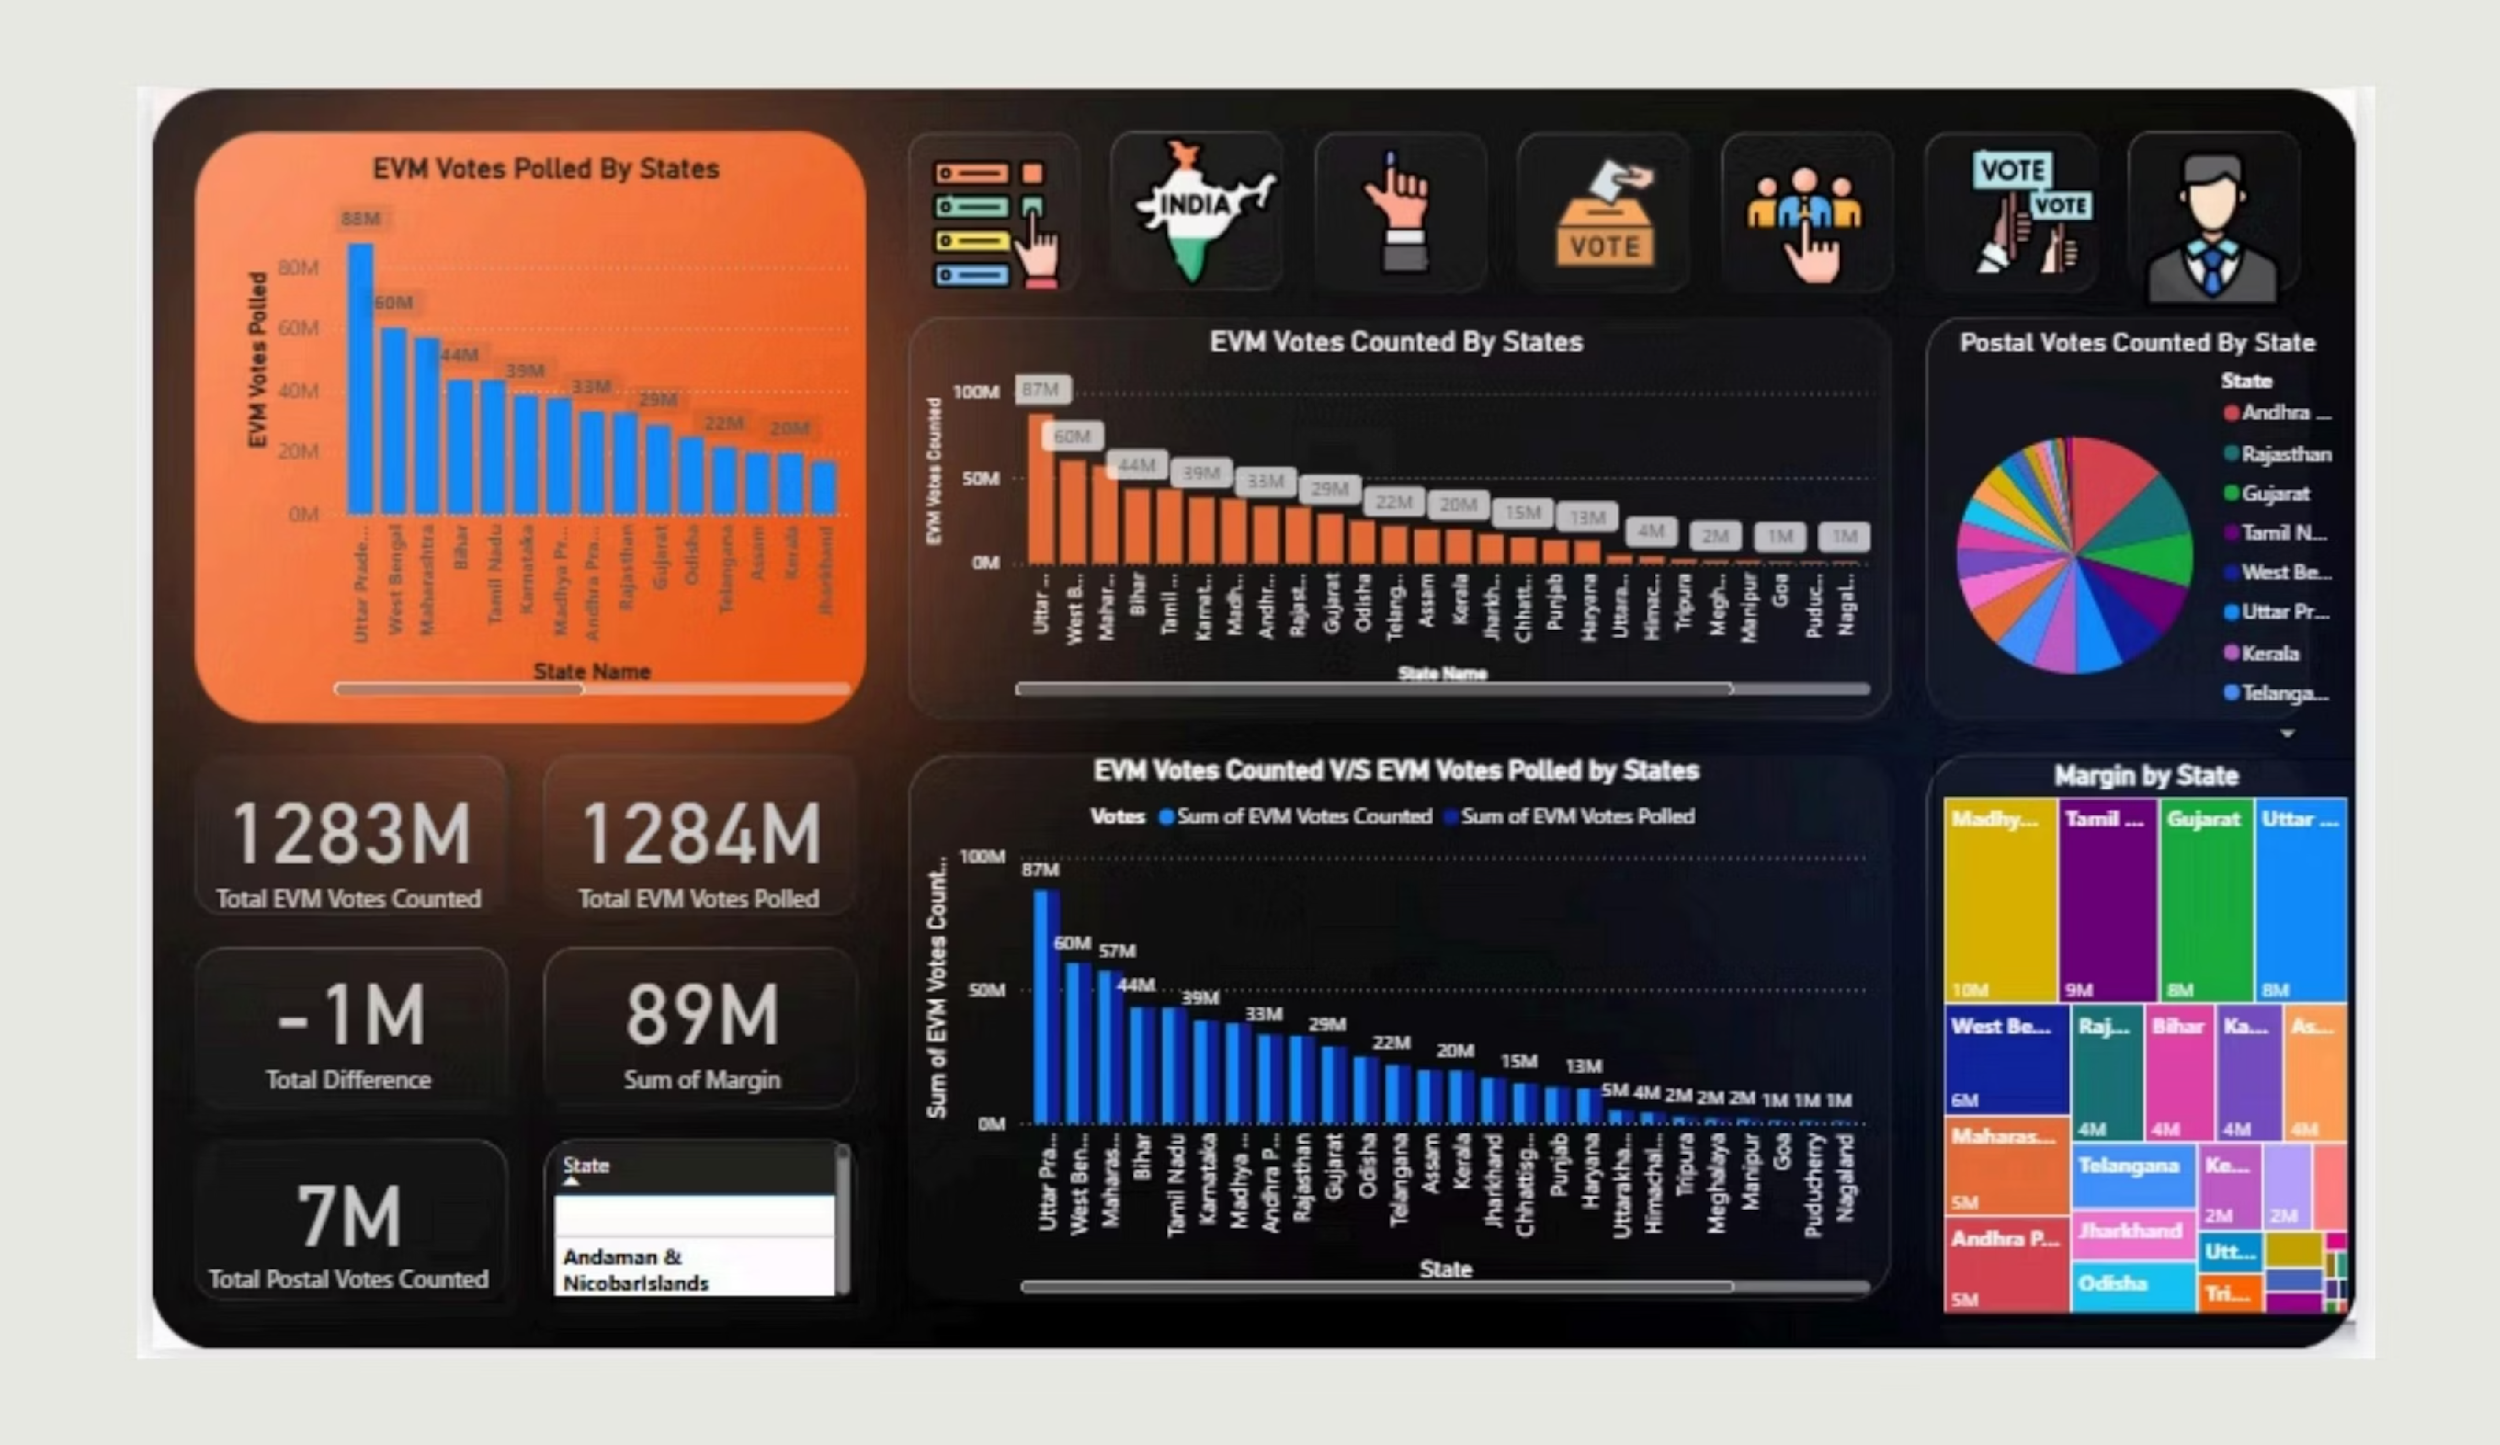 EVM Votes Polled By States
EVM Votes Polled
88M
80M
60M
60M
44M
39M
40M
33M
29M
22M
20M
20M
0M
Uttar Prade...
West Bengal
Maharashtra
Bihar
Tamil Nadu
Karnataka
Madhya Pr...
Andhra Pra...
Rajasthan
Gujarat
Odisha
Telangana
Assam
Kerala
Jharkhand
State Name
INDIA
VOTE
VOTE
VOTE
EVM Votes Counted By States
EVM Votes Counted
100M
50M
0M
87M
60M
44M
39M
33M
29M
22M
20M
15M
13M
4M
2M
1M
1M
Uttar ...
West B...
Mahar...
Bihar
Tamil ...
Karnat...
Madh...
Andhr...
Rajast...
Gujarat
Odisha
Telang...
Assam
Kerala
Jharkh...
Chhatt...
Punjab
Haryana
Uttara...
Himac...
Tripura
Megh...
Manipur
Goa
Puduc...
Nagal...
State Name
Postal Votes Counted By State
State
Andhra ...
Rajasthan
Gujarat
Tamil N...
West Be...
Uttar Pr...
Kerala
Telanga...
1283M
Total EVM Votes Counted
1284M
Total EVM Votes Polled
-1M
Total Difference
89M
Sum of Margin
7M
Total Postal Votes Counted
State
Andaman &
NicobarIslands
EVM Votes Counted V/S EVM Votes Polled by States
Votes Sum of EVM Votes Counted Sum of EVM Votes Polled
Sum of EVM Votes Count...
100M
50M
0M
87M
60M
57M
44M
39M
33M
29M
22M
20M
15M
13M
5M
4M
2M
2M
2M
1M
1M
1M
Uttar Pra...
West Ben...
Maharas...
Bihar
Tamil Nadu
Karnataka
Madhya ...
Andhra P...
Rajasthan
Gujarat
Odisha
Telangana
Assam
Kerala
Jharkhand
Chhattisg...
Punjab
Haryana
Uttarakha...
Himachal...
Tripura
Meghalaya
Manipur
Goa
Puducherry
Nagaland
State
Margin by State
Madhy...
10M
Tamil ...
9M
Gujarat
8M
Uttar ...
8M
West Be...
6M
Raj...
4M
Bihar
4M
Ka...
4M
As...
4M
Maharas...
5M
Andhra P...
5M
Telangana
Ke...
2M
2M
Jharkhand
Odisha
Utt...
Tri...